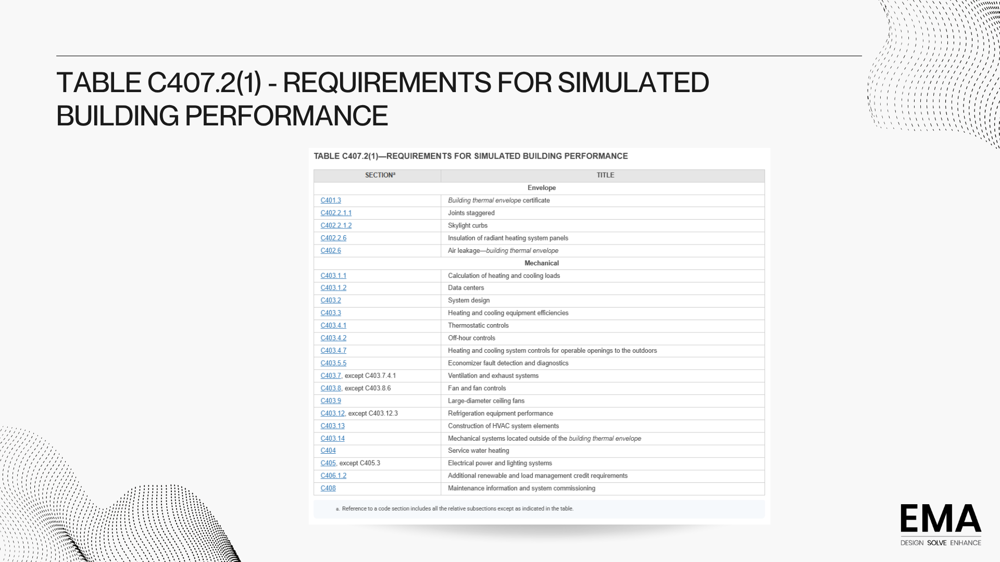 TABLE C407.2(1) - REQUIREMENTS FOR SIMULATED
BUILDING PERFORMANCE
TABLE C407.2(1)—REQUIREMENTS FOR SIMULATED BUILDING PERFORMANCE
SECTIONᵃ TITLE
Envelope
C401.3 Building thermal envelope certificate
C402.2.1.1 Joints staggered
C402.2.1.2 Skylight curbs
C402.2.6 Insulation of radiant heating system panels
C402.6 Air leakage—building thermal envelope
Mechanical
C403.1.1 Calculation of heating and cooling loads
C403.1.2 Data centers
C403.2 System design
C403.3 Heating and cooling equipment efficiencies
C403.4.1 Thermostatic controls
C403.4.2 Off-hour controls
C403.4.7 Heating and cooling system controls for operable openings to the outdoors
C403.5.5 Economizer fault detection and diagnostics
C403.7, except C403.7.4.1 Ventilation and exhaust systems
C403.8, except C403.8.6 Fan and fan controls
C403.9 Large-diameter ceiling fans
C403.12, except C403.12.3 Refrigeration equipment performance
C403.13 Construction of HVAC system elements
C403.14 Mechanical systems located outside of the building thermal envelope
C404 Service water heating
C405, except C405.3 Electrical power and lighting systems
C406.1.2 Additional renewable and load management credit requirements
C408 Maintenance information and system commissioning
a. Reference to a code section includes all the relative subsections except as indicated in the table.
EMA
DESIGN SOLVE ENHANCE